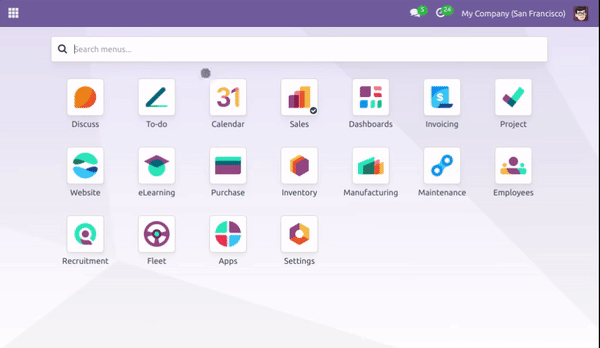 5
24
My Company (San Francisco)
Search menus...
31
$
Discuss
To-do
Calendar
Sales
Dashboards
Invoicing
Project
Website
eLearning
Purchase
Inventory
Manufacturing
Maintenance
Employees
Recruitment
Fleet
Apps
Settings